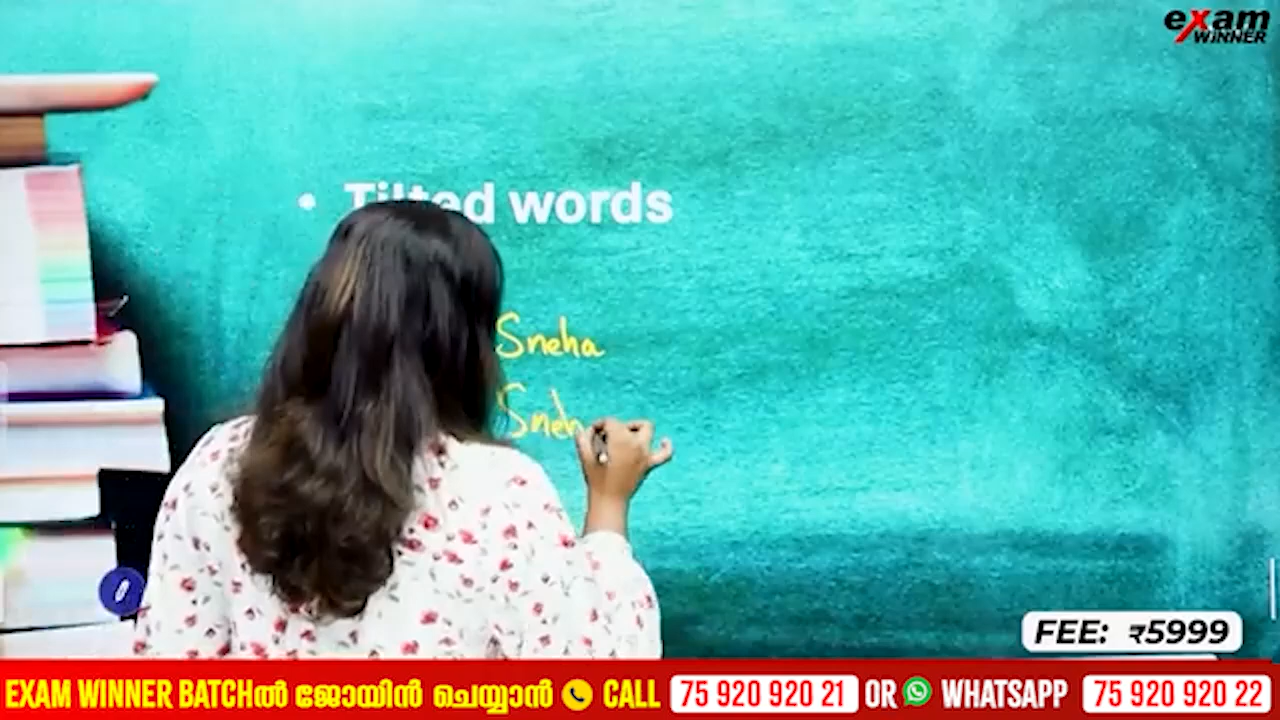 exam
WINNER
• Tilted words
Sneha
Sneh
FEE: ₹5999
EXAM WINNER BATCHൽ ജോയിൻ ചെയ്യാൻ CALL 75 920 920 21 OR WHATSAPP 75 920 920 22